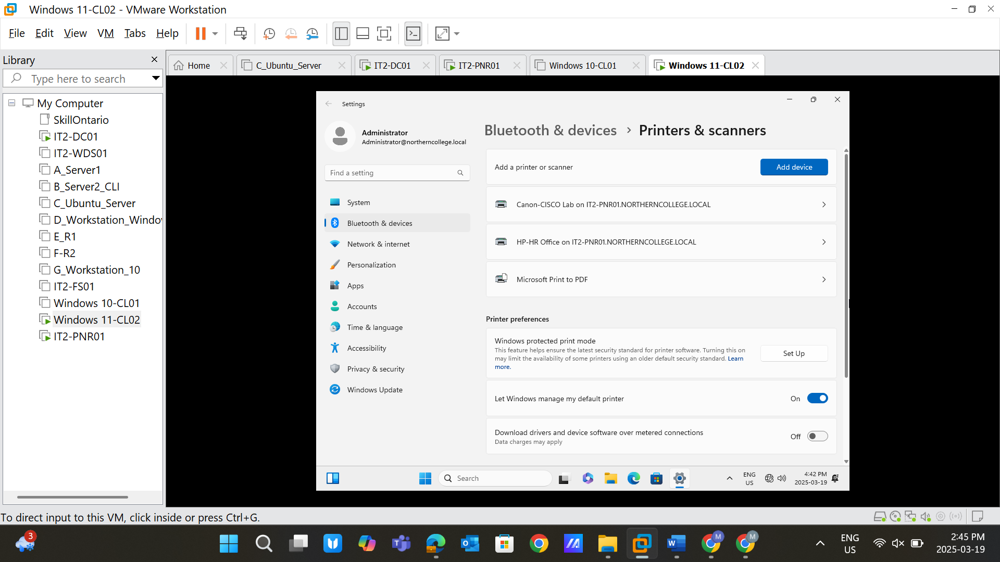 Windows 11-CL02 - VMware Workstation
File Edit View VM Tabs Help
Library
Type here to search
My Computer
SkillOntario
IT2-DC01
IT2-WDS01
A_Server1
B_Server2_CLI
C_Ubuntu_Server
D_Workstation_Windo
E_R1
F-R2
G_Workstation_10
IT2-FS01
Windows 10-CL01
Windows 11-CL02
IT2-PNR01
Home
C_Ubuntu_Server
IT2-DC01
IT2-PNR01
Windows 10-CL01
Windows 11-CL02
Settings
Administrator
Administrator@northerncollege.local
Find a setting
System
Bluetooth & devices
Network & internet
Personalization
Apps
Accounts
Time & language
Accessibility
Privacy & security
Windows Update
Bluetooth & devices > Printers & scanners
Add a printer or scanner
Add device
Canon-CISCO Lab on IT2-PNR01.NORTHERNCOLLEGE.LOCAL
HP-HR Office on IT2-PNR01.NORTHERNCOLLEGE.LOCAL
Microsoft Print to PDF
Printer preferences
Windows protected print mode
This feature helps ensure the latest security standard for printer software. Turning this on
may limit the availability of some printers using an older default security standard. Learn
more.
Set Up
Let Windows manage my default printer
On
Download drivers and device software over metered connections
Data charges may apply
Off
Search
ENG
US
4:42 PM
2025-03-19
To direct input to this VM, click inside or press Ctrl+G.
3
M
M
ENG
US
2:45 PM
2025-03-19